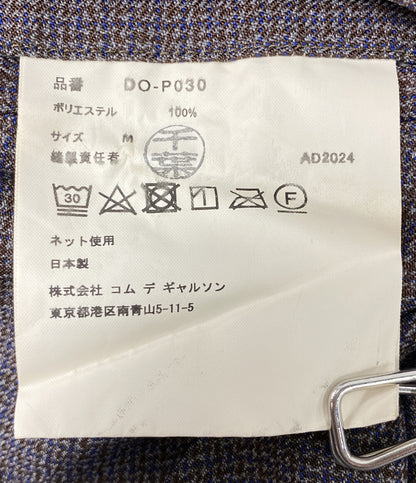 品番 DO-P030
ポリエステル 100%
サイズ M
縫製責任者 千葉 AD2024
30 F
ネット使用
日本製
株式会社 コム デ ギャルソン
東京都港区南青山5-11-5